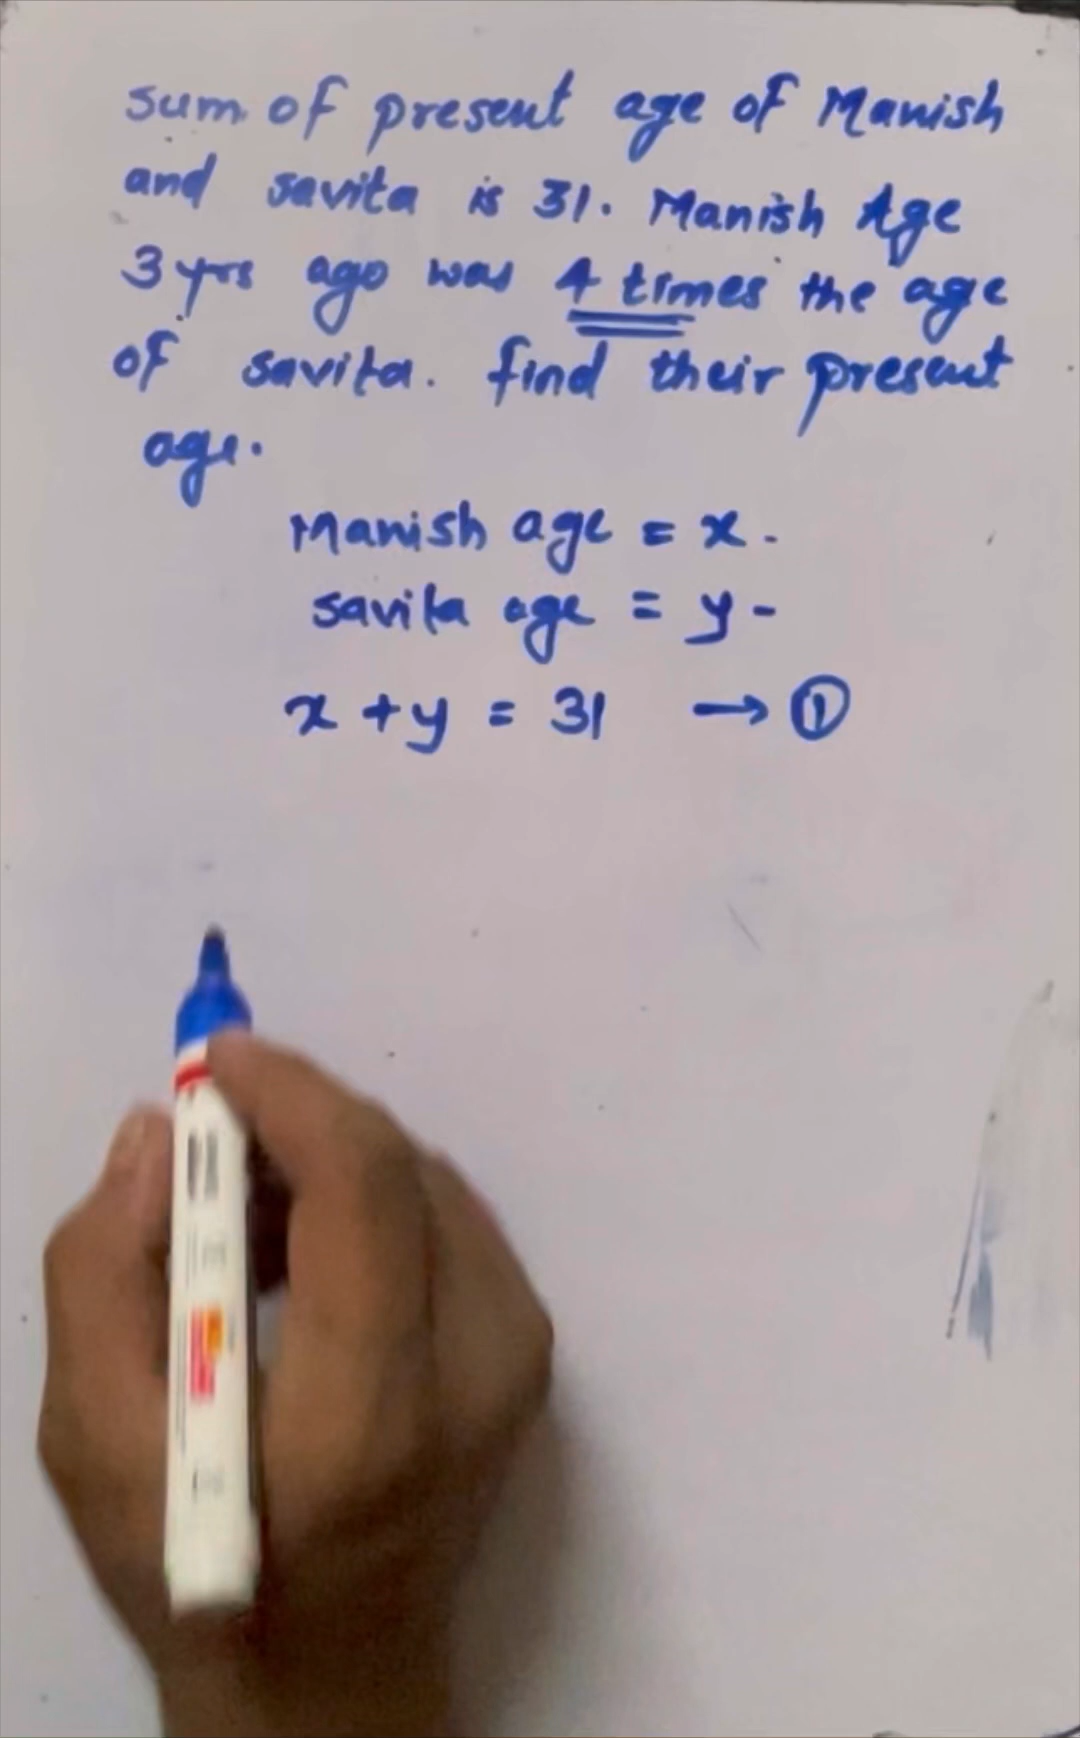 sum of present age of Manish
and savita is 31. Manish Age
3 yrs ago was 4 times the age
of savita. find their present
age.
Manish age = x.
savita age = y -
x + y = 31 → ①